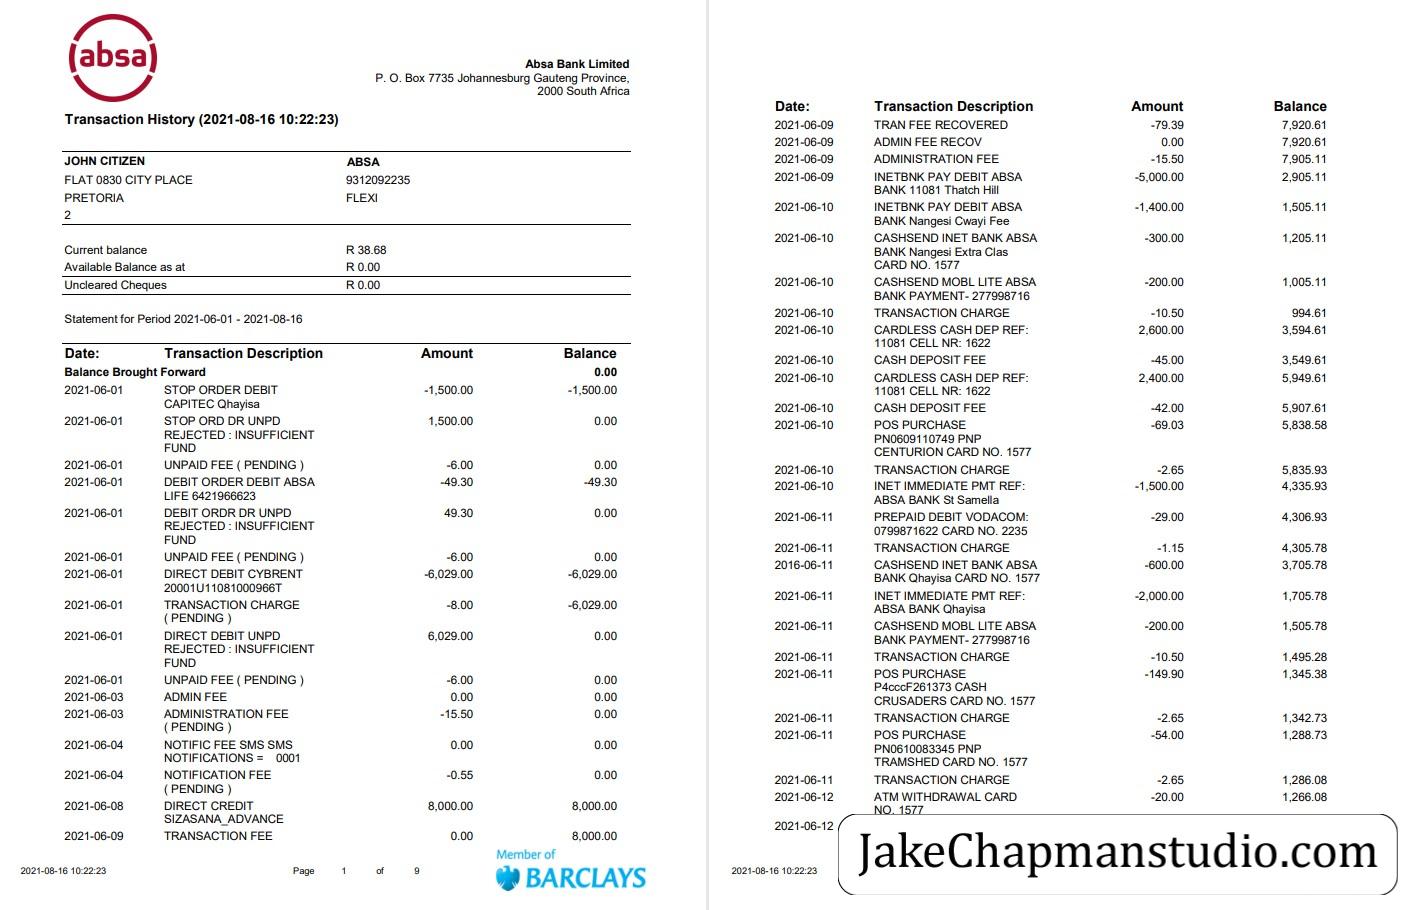 absa
Absa Bank Limited
P. O. Box 7735 Johannesburg Gauteng Province,
2000 South Africa
Transaction History (2021-08-16 10:22:23)
JOHN CITIZEN ABSA
FLAT 0830 CITY PLACE 9312092235
PRETORIA FLEXI
2
Current balance R 38.68
Available Balance as at R 0.00
Uncleared Cheques R 0.00
Statement for Period 2021-06-01 - 2021-08-16
Date: Transaction Description Amount Balance
Balance Brought Forward 0.00
2021-06-01 STOP ORDER DEBIT -1,500.00 -1,500.00
CAPITEC Qhayisa
2021-06-01 STOP ORD DR UNPD 1,500.00 0.00
REJECTED : INSUFFICIENT
FUND
2021-06-01 UNPAID FEE ( PENDING ) -6.00 0.00
2021-06-01 DEBIT ORDER DEBIT ABSA -49.30 -49.30
LIFE 6421966623
2021-06-01 DEBIT ORDR DR UNPD 49.30 0.00
REJECTED : INSUFFICIENT
FUND
2021-06-01 UNPAID FEE ( PENDING ) -6.00 0.00
2021-06-01 DIRECT DEBIT CYBRENT -6,029.00 -6,029.00
20001U11081000966T
2021-06-01 TRANSACTION CHARGE -8.00 -6,029.00
( PENDING )
2021-06-01 DIRECT DEBIT UNPD 6,029.00 0.00
REJECTED : INSUFFICIENT
FUND
2021-06-01 UNPAID FEE ( PENDING ) -6.00 0.00
2021-06-03 ADMIN FEE 0.00 0.00
2021-06-03 ADMINISTRATION FEE -15.50 0.00
( PENDING )
2021-06-04 NOTIFIC FEE SMS SMS 0.00 0.00
NOTIFICATIONS = 0001
2021-06-04 NOTIFICATION FEE -0.55 0.00
( PENDING )
2021-06-08 DIRECT CREDIT 8,000.00 8,000.00
SIZASANA_ADVANCE
2021-06-09 TRANSACTION FEE 0.00 8,000.00
2021-08-16 10:22:23 Page 1 of 9
Member of
BARCLAYS
Date: Transaction Description Amount Balance
2021-06-09 TRAN FEE RECOVERED -79.39 7,920.61
2021-06-09 ADMIN FEE RECOV 0.00 7,920.61
2021-06-09 ADMINISTRATION FEE -15.50 7,905.11
2021-06-09 INETBNK PAY DEBIT ABSA -5,000.00 2,905.11
BANK 11081 Thatch Hill
2021-06-10 INETBNK PAY DEBIT ABSA -1,400.00 1,505.11
BANK Nangesi Cwayi Fee
2021-06-10 CASHSEND INET BANK ABSA -300.00 1,205.11
BANK Nangesi Extra Clas
CARD NO. 1577
2021-06-10 CASHSEND MOBL LITE ABSA -200.00 1,005.11
BANK PAYMENT- 277998716
2021-06-10 TRANSACTION CHARGE -10.50 994.61
2021-06-10 CARDLESS CASH DEP REF: 2,600.00 3,594.61
11081 CELL NR: 1622
2021-06-10 CASH DEPOSIT FEE -45.00 3,549.61
2021-06-10 CARDLESS CASH DEP REF: 2,400.00 5,949.61
11081 CELL NR: 1622
2021-06-10 CASH DEPOSIT FEE -42.00 5,907.61
2021-06-10 POS PURCHASE -69.03 5,838.58
PN0609110749 PNP
CENTURION CARD NO. 1577
2021-06-10 TRANSACTION CHARGE -2.65 5,835.93
2021-06-10 INET IMMEDIATE PMT REF: -1,500.00 4,335.93
ABSA BANK St Samella
2021-06-11 PREPAID DEBIT VODACOM: -29.00 4,306.93
0799871622 CARD NO. 2235
2021-06-11 TRANSACTION CHARGE -1.15 4,305.78
2016-06-11 CASHSEND INET BANK ABSA -600.00 3,705.78
BANK Qhayisa CARD NO. 1577
2021-06-11 INET IMMEDIATE PMT REF: -2,000.00 1,705.78
ABSA BANK Qhayisa
2021-06-11 CASHSEND MOBL LITE ABSA -200.00 1,505.78
BANK PAYMENT- 277998716
2021-06-11 TRANSACTION CHARGE -10.50 1,495.28
2021-06-11 POS PURCHASE -149.90 1,345.38
P4cccF261373 CASH
CRUSADERS CARD NO. 1577
2021-06-11 TRANSACTION CHARGE -2.65 1,342.73
2021-06-11 POS PURCHASE -54.00 1,288.73
PN0610083345 PNP
TRAMSHED CARD NO. 1577
2021-06-11 TRANSACTION CHARGE -2.65 1,286.08
2021-06-12 ATM WITHDRAWAL CARD -20.00 1,266.08
NO. 1577
2021-06-12
2021-08-16 10:22:23
JakeChapmanstudio.com